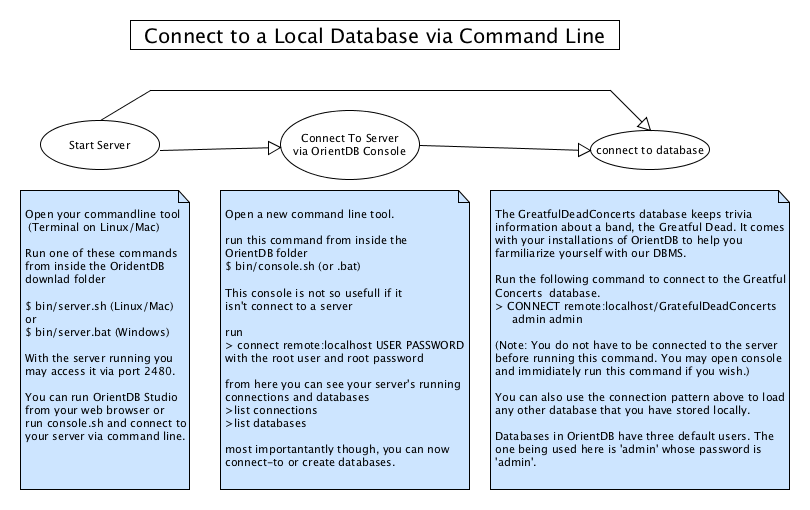 Connect to a Local Database via Command Line
Start Server
Connect To Server
via OrientDB Console
connect to database
Open your commandline tool
(Terminal on Linux/Mac)
Run one of these commands
from inside the OridentDB
downlad folder
$ bin/server.sh (Linux/Mac)
or
$ bin/server.bat (Windows)
With the server running you
may access it via port 2480.
You can run OrientDB Studio
from your web browser or
run console.sh and connect to
your server via command line.
Open a new command line tool.
run this command from inside the
OrientDB folder
$ bin/console.sh (or .bat)
This console is not so usefull if it
isn't connect to a server
run
> connect remote:localhost USER PASSWORD
with the root user and root password
from here you can see your server's running
connections and databases
>list connections
>list databases
most importantantly though, you can now
connect-to or create databases.
The GreatfulDeadConcerts database keeps trivia
information about a band, the Greatful Dead. It comes
with your installations of OrientDB to help you
farmiliarize yourself with our DBMS.
Run the following command to connect to the Greatful
Concerts  database.
> CONNECT remote:localhost/GratefulDeadConcerts
admin admin
(Note: You do not have to be connected to the server
before running this command. You may open console
and immidiately run this command if you wish.)
You can also use the connection pattern above to load
any other database that you have stored locally.
Databases in OrientDB have three default users. The
one being used here is 'admin' whose password is
'admin'.